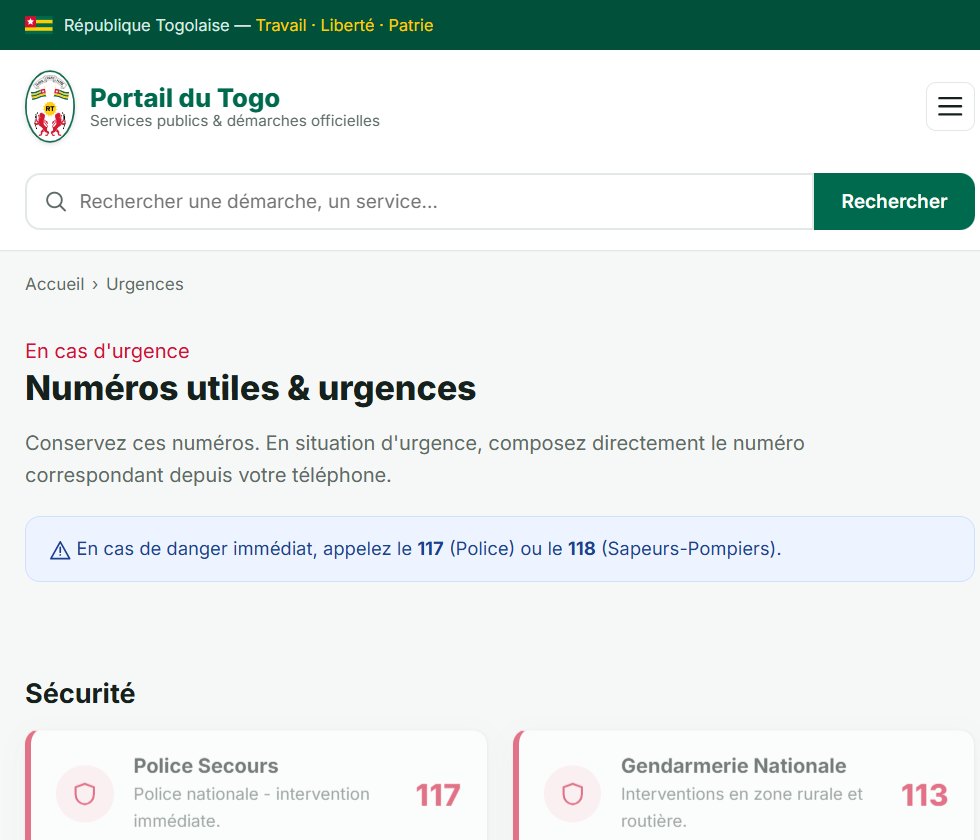 République Togolaise — Travail · Liberté · Patrie
RT
Portail du Togo
Services publics & démarches officielles
Rechercher une démarche, un service...
Rechercher
Accueil › Urgences
En cas d'urgence
Numéros utiles & urgences
Conservez ces numéros. En situation d'urgence, composez directement le numéro
correspondant depuis votre téléphone.
En cas de danger immédiat, appelez le 117 (Police) ou le 118 (Sapeurs-Pompiers).
Sécurité
Police Secours
Police nationale - intervention
immédiate.
117
Gendarmerie Nationale
Interventions en zone rurale et
routière.
113